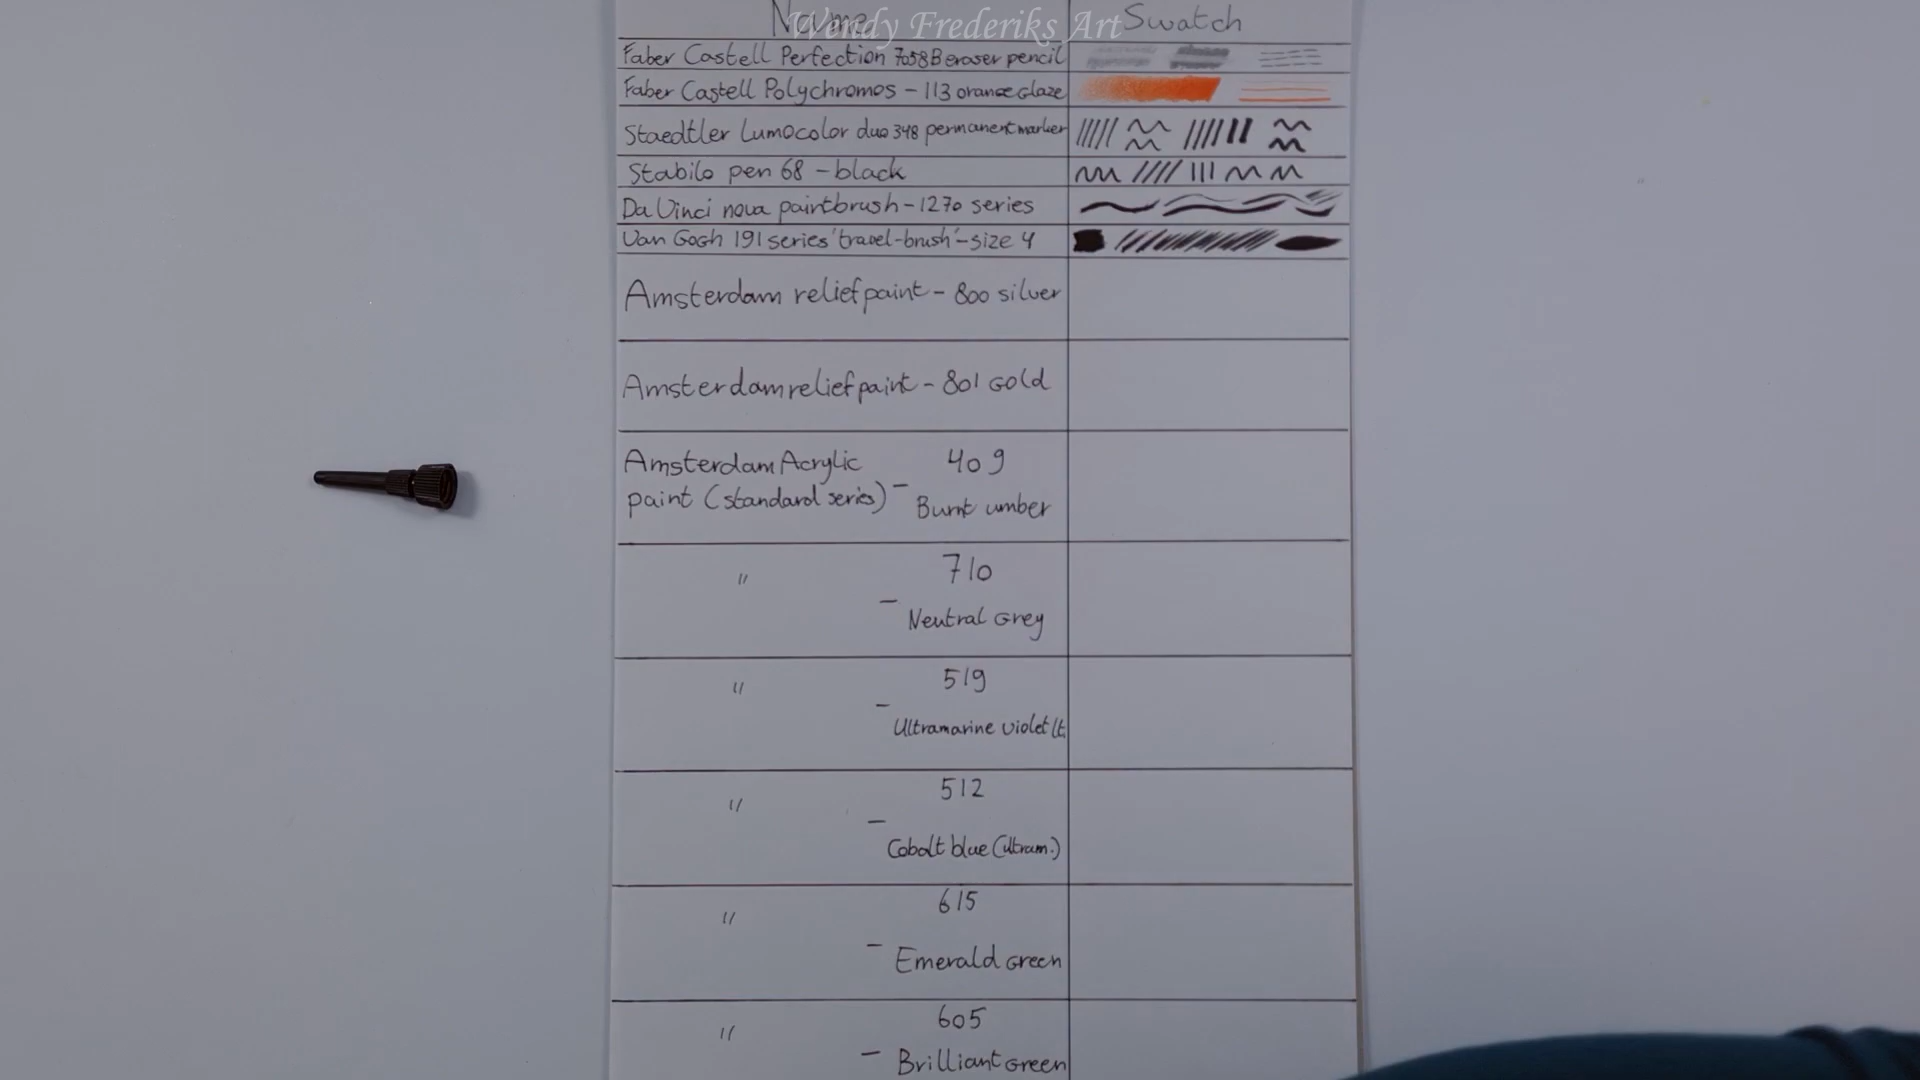 Name Swatch
Wendy Frederiks Art
Faber Castell Perfection 7058B eraser pencil
Faber Castell Polychromos - 113 orange Glaze
Staedtler Lumocolor duo 348 permanent marker
Stabilo pen 68 - black
Da Vinci nova paintbrush - 1270 series
Van Gogh 191 series 'travel-brush' - size 4
Amsterdam relief paint - 800 silver
Amsterdam relief paint - 801 Gold
Amsterdam Acrylic 409
paint (standard series) - Burnt umber
" 710
- Neutral Grey
" 519
- Ultramarine violet lt.
" 512
- Cobalt blue (Ultram.)
" 615
- Emerald Green
" 605
- Brilliant Green